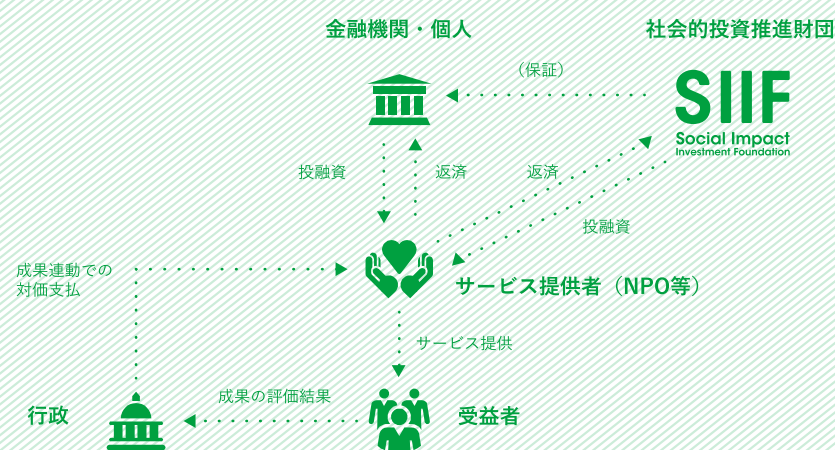 金融機関・個人
社会的投資推進財団
（保証）
SIIF
Social Impact
Investment Foundation
投融資
返済
返済
投融資
成果連動での
対価支払
サービス提供者（NPO等）
サービス提供
成果の評価結果
行政
受益者